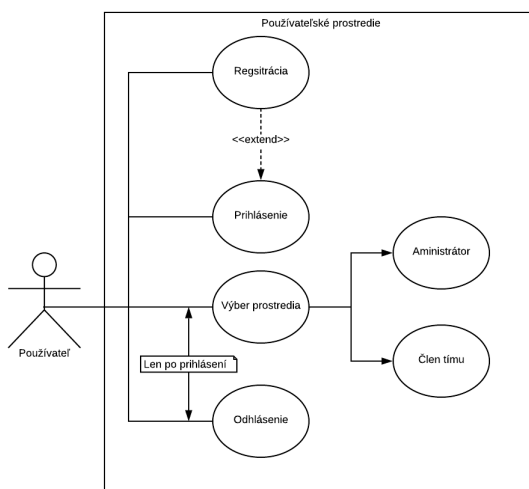 Používateľské prostredie
Regsitrácia
<<extend>>
Prihlásenie
Aministrátor
Výber prostredia
Používateľ
Len po prihlásení
Člen tímu
Odhlásenie